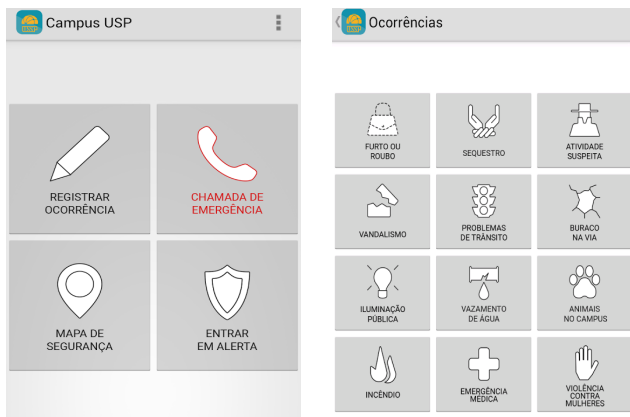 Campus USP
REGISTRAR
OCORRÊNCIA
CHAMADA DE
EMERGÊNCIA
MAPA DE
SEGURANÇA
ENTRAR
EM ALERTA
Ocorrências
FURTO OU
ROUBO
SEQUESTRO
ATIVIDADE
SUSPEITA
VANDALISMO
PROBLEMAS
DE TRÂNSITO
BURACO
NA VIA
ILUMINAÇÃO
PÚBLICA
VAZAMENTO
DE ÁGUA
ANIMAIS
NO CAMPUS
INCÊNDIO
EMERGÊNCIA
MÉDICA
VIOLÊNCIA
CONTRA
MULHERES